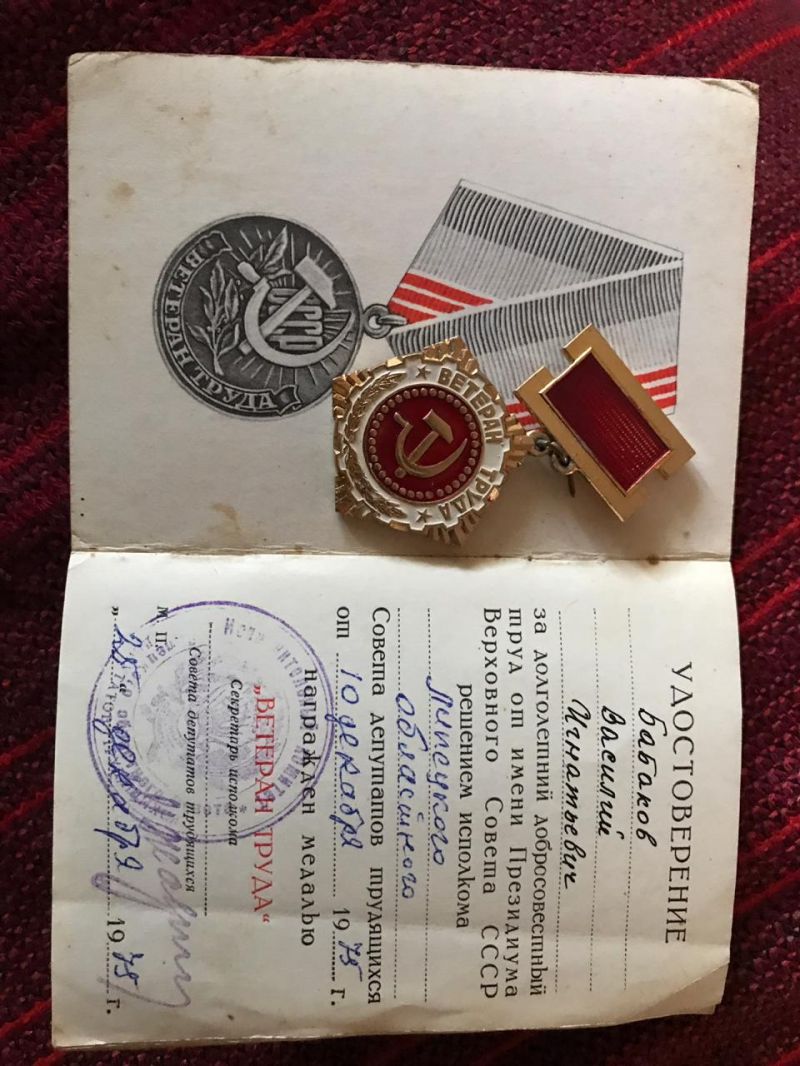 ВЕТЕРАН ТРУДА
СССР
ВЕТЕРАН ТРУДА
УДОСТОВЕРЕНИЕ
Бабаков
Василий
Игнатьевич
за долголетний добросовестный
труд от имени Президиума
Верховного Совета СССР
решением исполкома
Липецкого
областного
Совета депутатов трудящихся
от 10 декабря 1975 г.
награжден медалью
„ВЕТЕРАН ТРУДА“
Секретарь исполкома
Совета депутатов трудящихся
М. П.
„25“ декабря 1975 г.